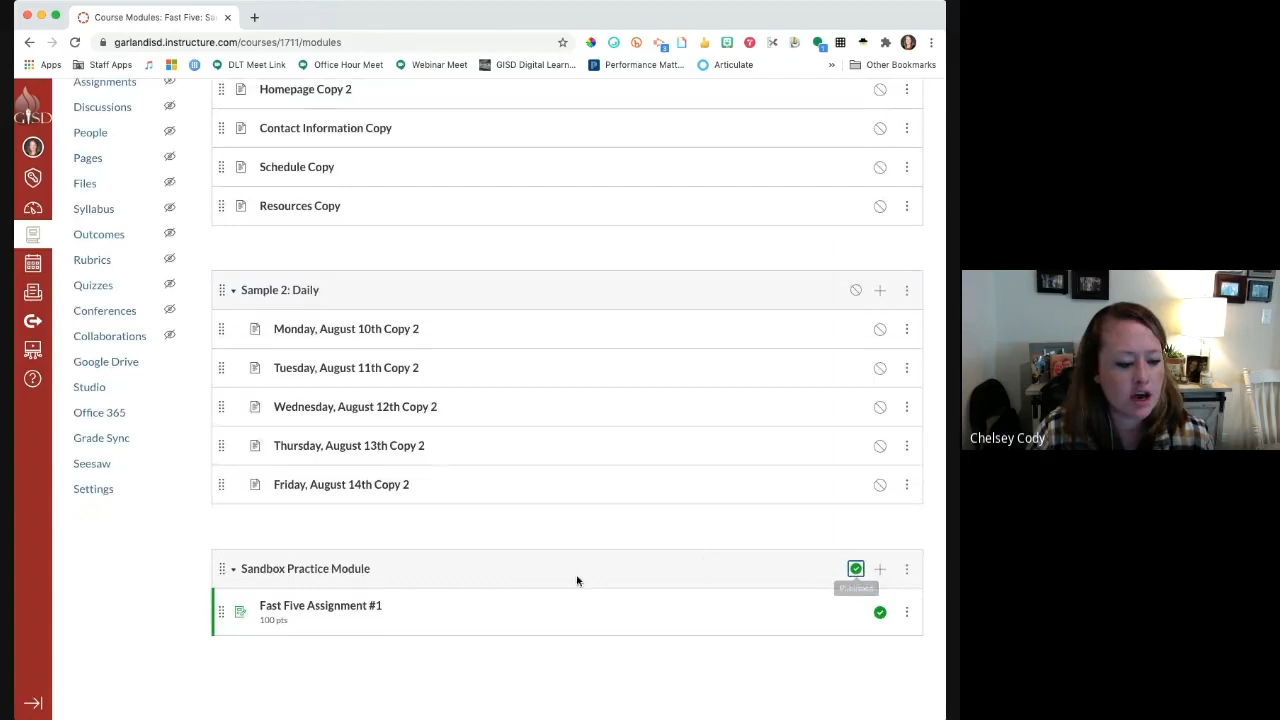 Course Modules: Fast Five: Sa
garlandisd.instructure.com/courses/1711/modules
Apps Staff Apps DLT Meet Link Office Hour Meet Webinar Meet GISD Digital Learn... Performance Matt... Articulate » Other Bookmarks
GISD
Assignments
Discussions
People
Pages
Files
Syllabus
Outcomes
Rubrics
Quizzes
Conferences
Collaborations
Google Drive
Studio
Office 365
Grade Sync
Seesaw
Settings
Homepage Copy 2
Contact Information Copy
Schedule Copy
Resources Copy
Sample 2: Daily
Monday, August 10th Copy 2
Tuesday, August 11th Copy 2
Wednesday, August 12th Copy 2
Thursday, August 13th Copy 2
Friday, August 14th Copy 2
Sandbox Practice Module
Published
Fast Five Assignment #1
100 pts
Chelsey Cody